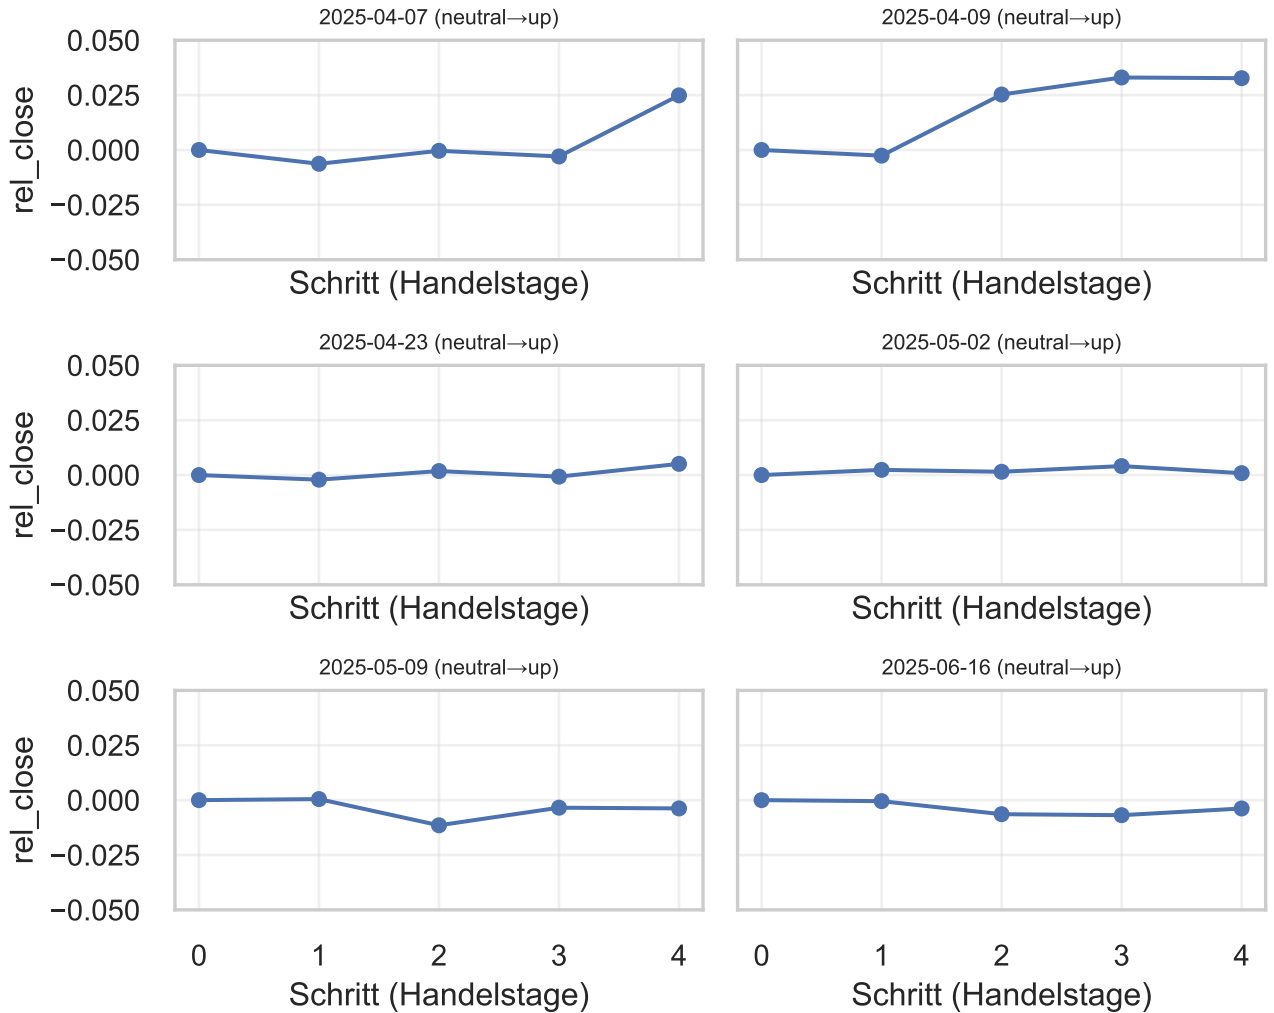 2025-04-07 (neutral→up)
2025-04-09 (neutral→up)
0.050
0.025
0.000
−0.025
−0.050
rel_close
Schritt (Handelstage)
Schritt (Handelstage)
2025-04-23 (neutral→up)
2025-05-02 (neutral→up)
0.050
0.025
0.000
−0.025
−0.050
rel_close
Schritt (Handelstage)
Schritt (Handelstage)
2025-05-09 (neutral→up)
2025-06-16 (neutral→up)
0.050
0.025
0.000
−0.025
−0.050
rel_close
0 1 2 3 4
0 1 2 3 4
Schritt (Handelstage)
Schritt (Handelstage)